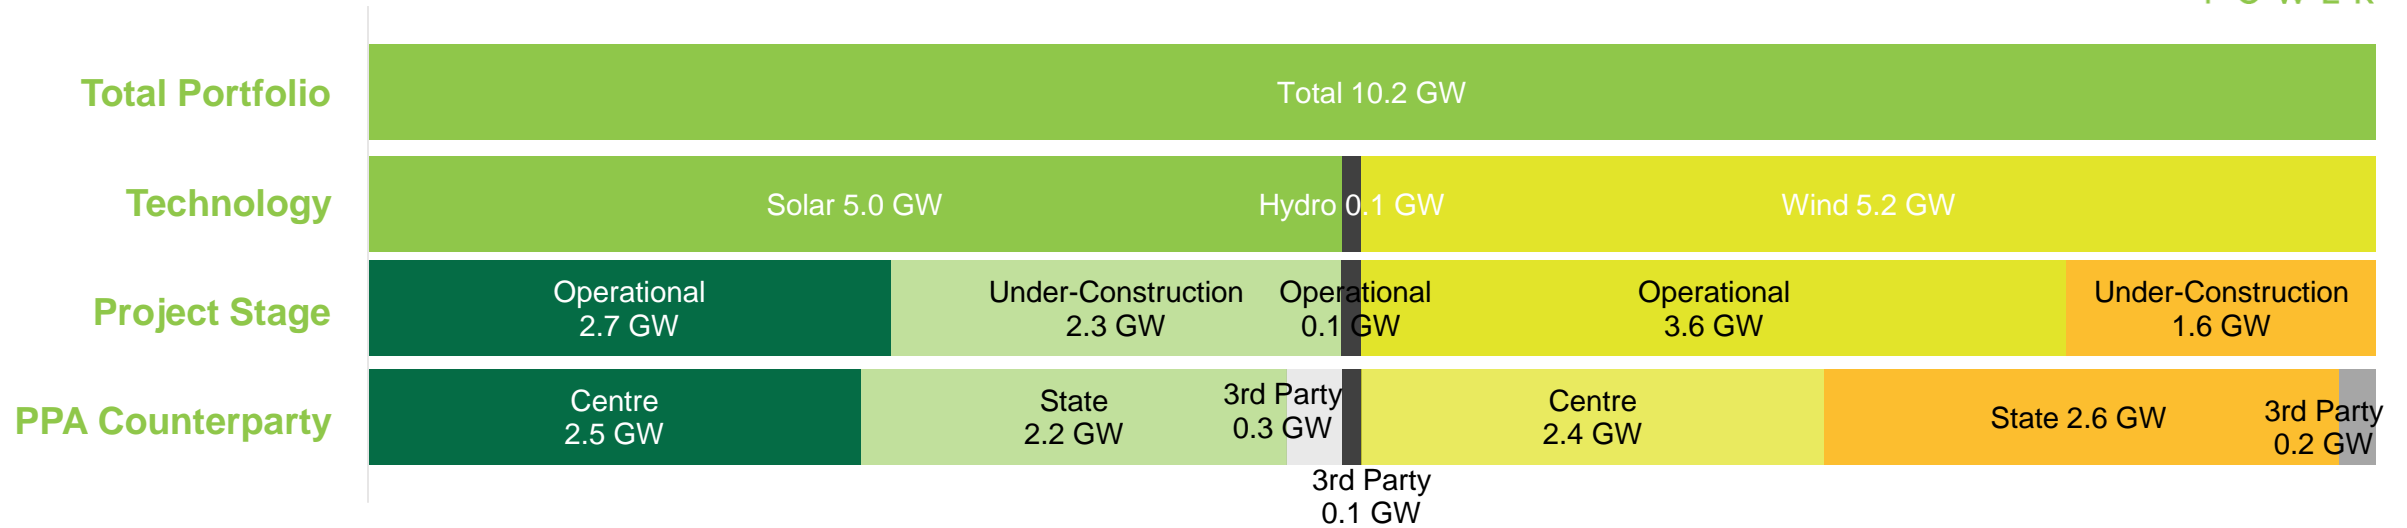 POWER
Total Portfolio
Total 10.2 GW
Technology
Solar 5.0 GW
Hydro 0.1 GW
Wind 5.2 GW
Project Stage
Operational
2.7 GW
Under-Construction
2.3 GW
Operational
0.1 GW
Operational
3.6 GW
Under-Construction
1.6 GW
PPA Counterparty
Centre
2.5 GW
State
2.2 GW
3rd Party
0.3 GW
3rd Party
0.1 GW
Centre
2.4 GW
State 2.6 GW
3rd Party
0.2 GW